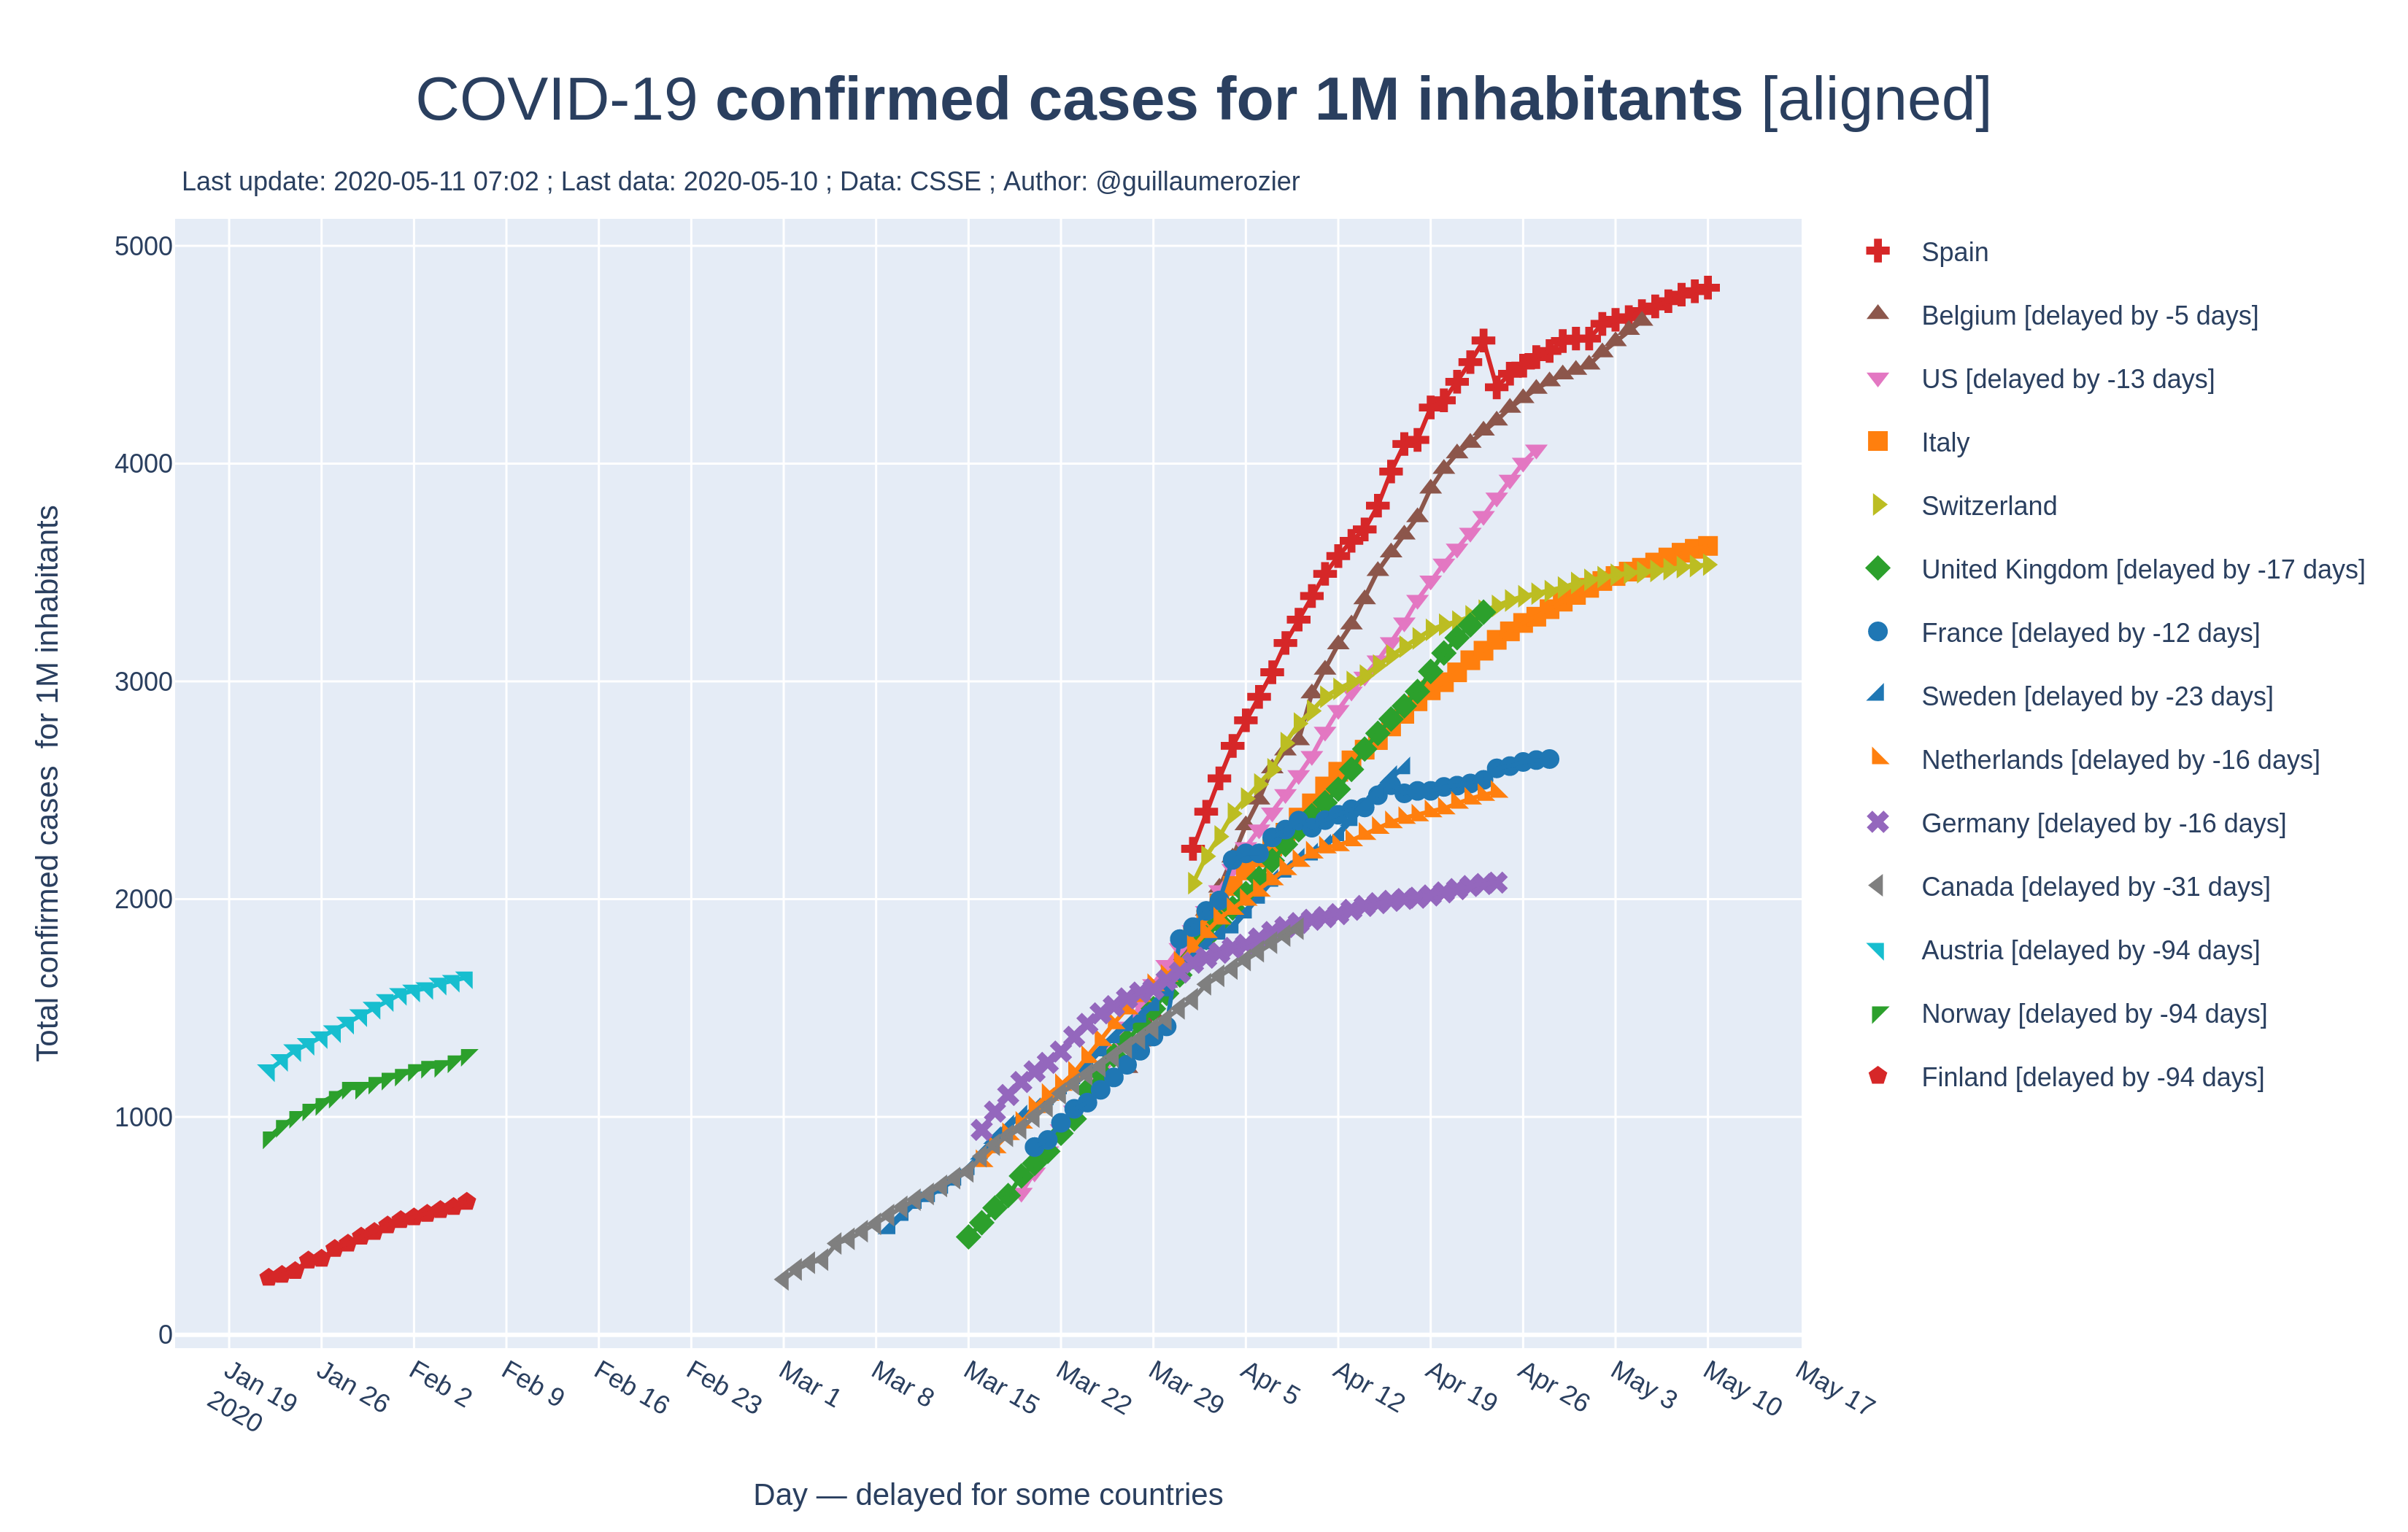 COVID-19 confirmed cases for 1M inhabitants [aligned]
Last update: 2020-05-11 07:02 ; Last data: 2020-05-10 ; Data: CSSE ; Author: @guillaumerozier
Total confirmed cases for 1M inhabitants
5000
4000
3000
2000
1000
0
Jan 19
2020
Jan 26
Feb 2
Feb 9
Feb 16
Feb 23
Mar 1
Mar 8
Mar 15
Mar 22
Mar 29
Apr 5
Apr 12
Apr 19
Apr 26
May 3
May 10
May 17
Day — delayed for some countries
Spain
Belgium [delayed by -5 days]
US [delayed by -13 days]
Italy
Switzerland
United Kingdom [delayed by -17 days]
France [delayed by -12 days]
Sweden [delayed by -23 days]
Netherlands [delayed by -16 days]
Germany [delayed by -16 days]
Canada [delayed by -31 days]
Austria [delayed by -94 days]
Norway [delayed by -94 days]
Finland [delayed by -94 days]